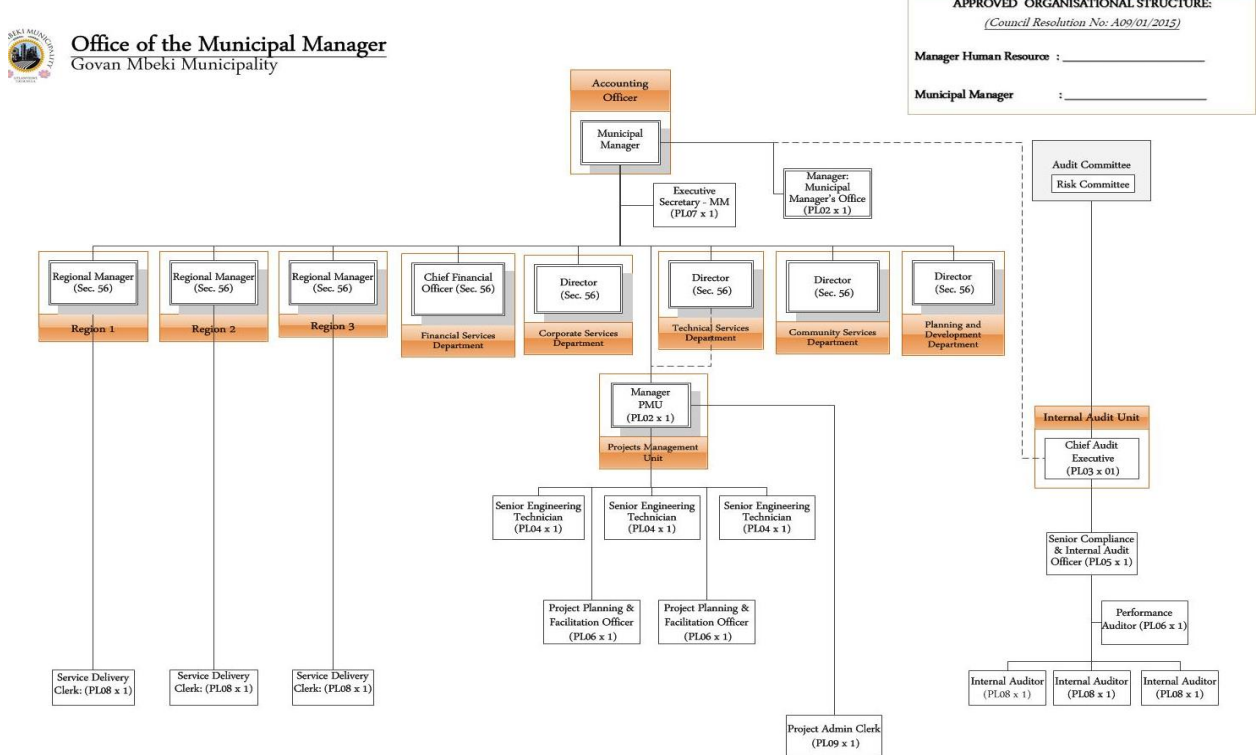 APPROVED ORGANISATIONAL STRUCTURE:
(Council Resolution No: A09/01/2015)
Manager Human Resource :
Municipal Manager :
Office of the Municipal Manager
Govan Mbeki Municipality
Accounting
Officer
Municipal
Manager
Executive
Secretary - MM
(PL07 x 1)
Manager:
Municipal
Manager's Office
(PL02 x 1)
Audit Committee
Risk Committee
Regional Manager
(Sec. 56)
Region 1
Regional Manager
(Sec. 56)
Region 2
Regional Manager
(Sec. 56)
Region 3
Chief Financial
Officer (Sec. 56)
Financial Services
Department
Director
(Sec. 56)
Corporate Services
Department
Director
(Sec. 56)
Technical Services
Department
Director
(Sec. 56)
Community Services
Department
Director
(Sec. 56)
Planning and
Development
Department
Manager
PMU
(PL02 x 1)
Projects Management
Unit
Internal Audit Unit
Chief Audit
Executive
(PL03 x 01)
Senior Engineering
Technician
(PL04 x 1)
Senior Engineering
Technician
(PL04 x 1)
Senior Engineering
Technician
(PL04 x 1)
Senior Compliance
& Internal Audit
Officer (PL05 x 1)
Project Planning &
Facilitation Officer
(PL06 x 1)
Project Planning &
Facilitation Officer
(PL06 x 1)
Performance
Auditor (PL06 x 1)
Service Delivery
Clerk: (PL08 x 1)
Service Delivery
Clerk: (PL08 x 1)
Service Delivery
Clerk: (PL08 x 1)
Internal Auditor
(PL08 x 1)
Internal Auditor
(PL08 x 1)
Internal Auditor
(PL08 x 1)
Project Admin Clerk
(PL09 x 1)